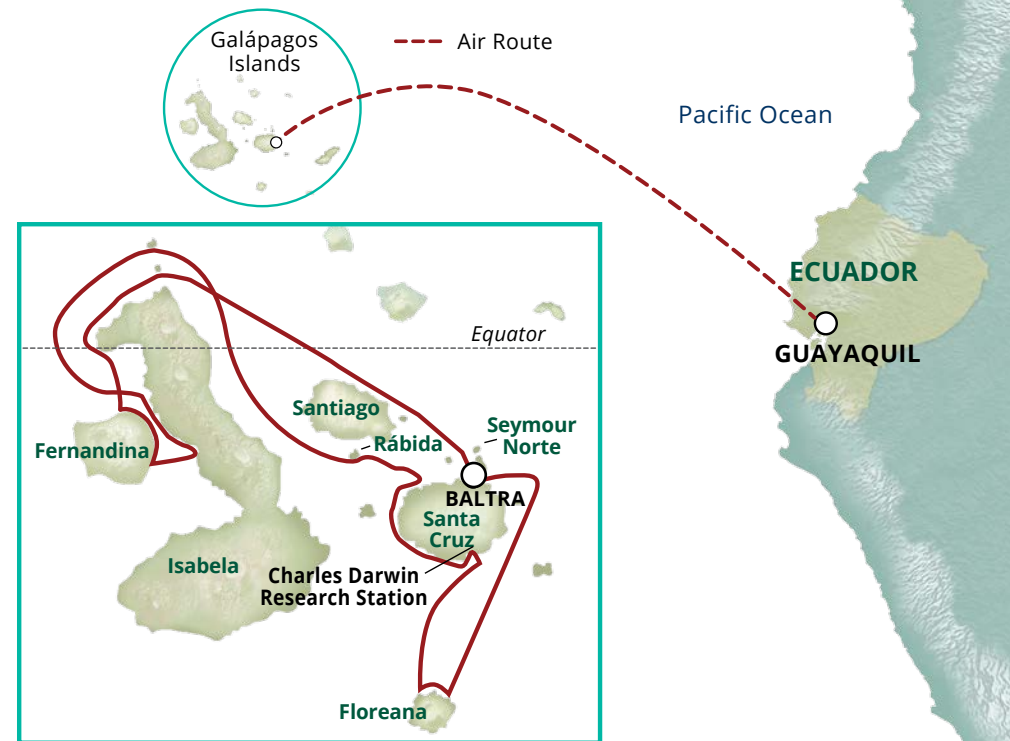 Galápagos
Islands
Air Route
Pacific Ocean
ECUADOR
GUAYAQUIL
Equator
Santiago
Seymour
Norte
Rábida
Fernandina
BALTRA
Santa
Cruz
Isabela
Charles Darwin
Research Station
Floreana